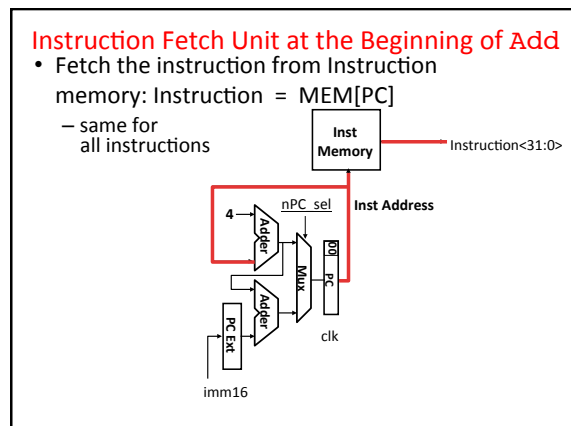 Instruction Fetch Unit at the Beginning of Add
• Fetch the instruction from Instruction
memory: Instruction = MEM[PC]
– same for
all instructions
Inst
Memory
Instruction<31:0>
Inst Address
nPC_sel
4
Adder
00
Mux
PC
Adder
PC Ext
clk
imm16